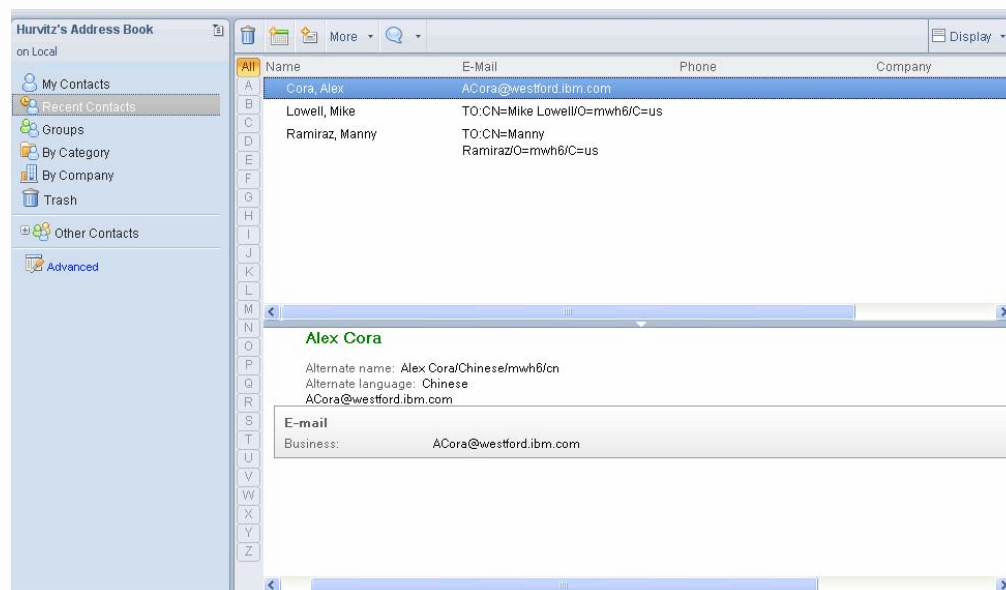 Hurvitz's Address Book
on Local
My Contacts
Recent Contacts
Groups
By Category
By Company
Trash
Other Contacts
Advanced
More
Display
All
A
B
C
D
E
F
G
H
I
J
K
L
M
N
O
P
Q
R
S
T
U
V
W
X
Y
Z
Name E-Mail Phone Company
Cora, Alex ACora@westford.ibm.com
Lowell, Mike TO:CN=Mike Lowell/O=mwh6/C=us
Ramiraz, Manny TO:CN=Manny
Ramiraz/O=mwh6/C=us
Alex Cora
Alternate name: Alex Cora/Chinese/mwh6/cn
Alternate language: Chinese
ACora@westford.ibm.com
E-mail
Business: ACora@westford.ibm.com